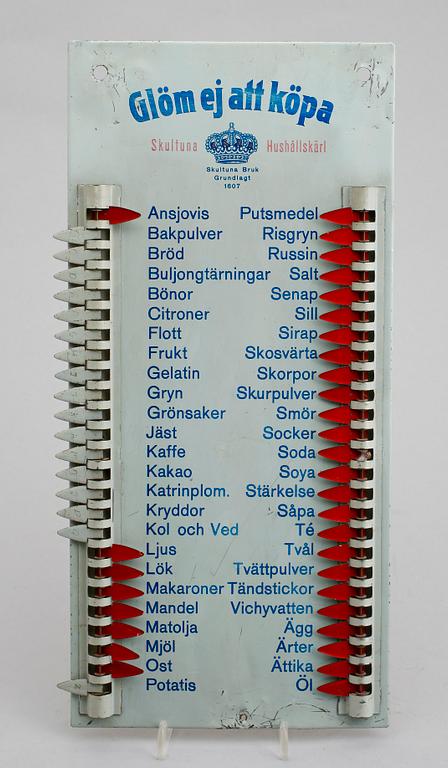 Glöm ej att köpa
Skultuna Hushållskärl
Skultuna Bruk
Grundlagt
1607
Ansjovis Putsmedel
Bakpulver Risgryn
Bröd Russin
Buljongtärningar Salt
Bönor Senap
Citroner Sill
Flott Sirap
Frukt Skosvärta
Gelatin Skorpor
Gryn Skurpulver
Grönsaker Smör
Jäst Socker
Kaffe Soda
Kakao Soya
Katrinplom. Stärkelse
Kryddor Såpa
Kol och Ved Té
Ljus Tvål
Lök Tvättpulver
Makaroner Tändstickor
Mandel Vichyvatten
Matolja Ägg
Mjöl Ärter
Ost Ättika
Potatis Öl